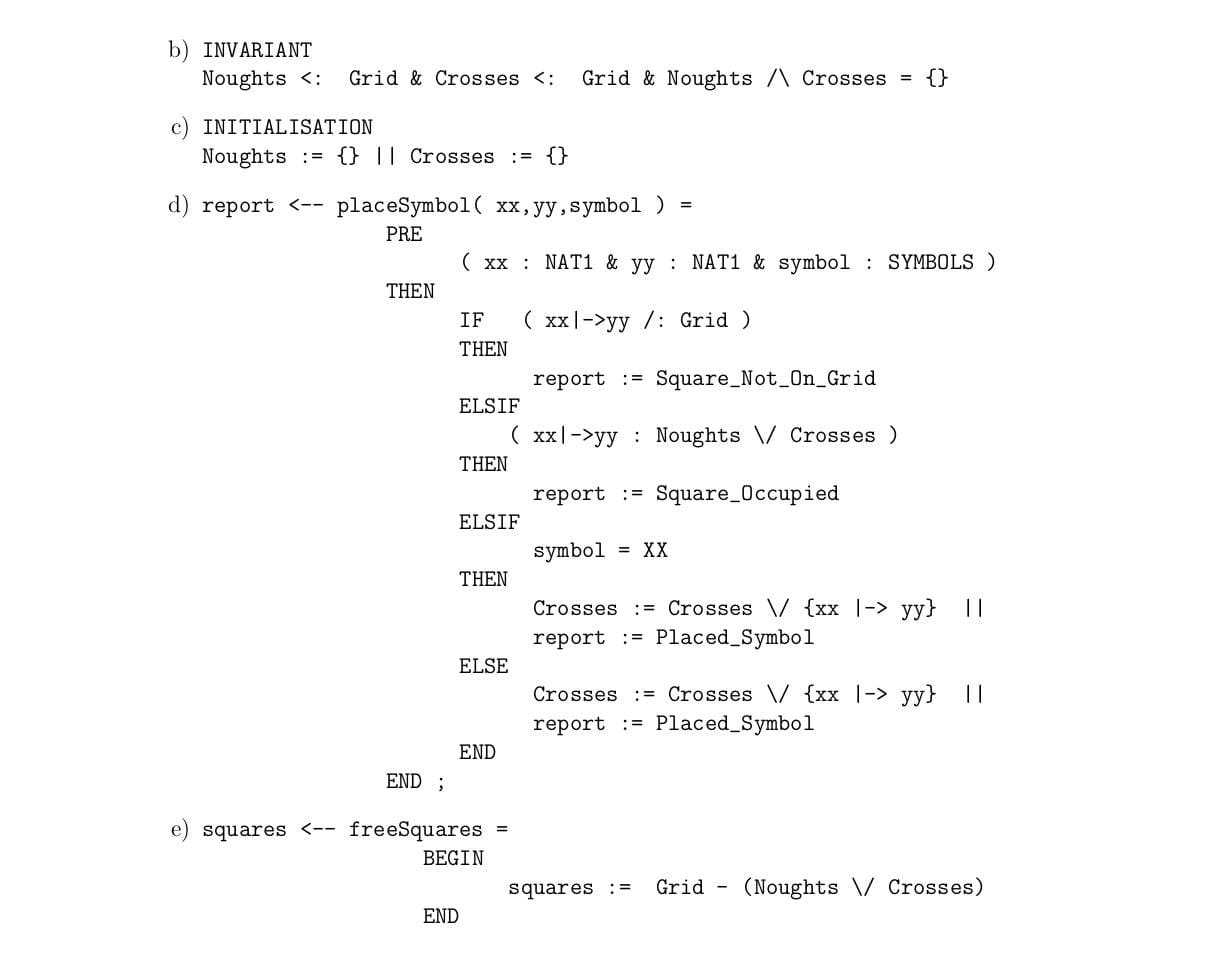 b) INVARIANT
Noughts <: Grid & Crosses <: Grid & Noughts /\ Crosses = {}
c) INITIALISATION
Noughts := {} || Crosses := {}
d) report <-- placeSymbol( xx,yy,symbol ) =
PRE
( xx : NAT1 & yy : NAT1 & symbol : SYMBOLS )
THEN
IF ( xx|->yy /: Grid )
THEN
report := Square_Not_On_Grid
ELSIF
( xx|->yy : Noughts \/ Crosses )
THEN
report := Square_Occupied
ELSIF
symbol = XX
THEN
Crosses := Crosses \/ {xx |-> yy} ||
report := Placed_Symbol
ELSE
Crosses := Crosses \/ {xx |-> yy} ||
report := Placed_Symbol
END
END ;
e) squares <-- freeSquares =
BEGIN
squares := Grid - (Noughts \/ Crosses)
END